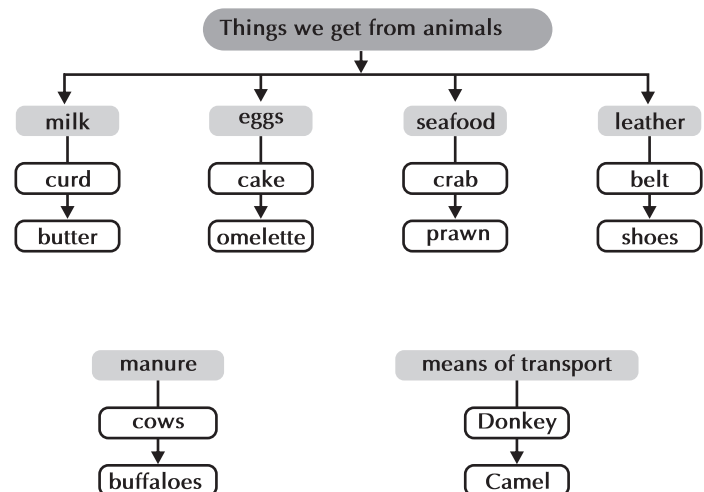 Things we get from animals
milk eggs seafood leather
curd cake crab belt
butter omelette prawn shoes
manure means of transport
cows Donkey
buffaloes Camel